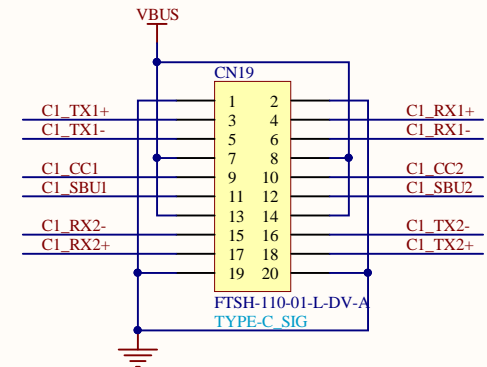 VBUS
CN19
1 2
C1_TX1+ 3 4 C1_RX1+
C1_TX1- 5 6 C1_RX1-
7 8
C1_CC1 9 10 C1_CC2
C1_SBU1 11 12 C1_SBU2
13 14
C1_RX2- 15 16 C1_TX2-
C1_RX2+ 17 18 C1_TX2+
19 20
FTSH-110-01-L-DV-A
TYPE-C_SIG